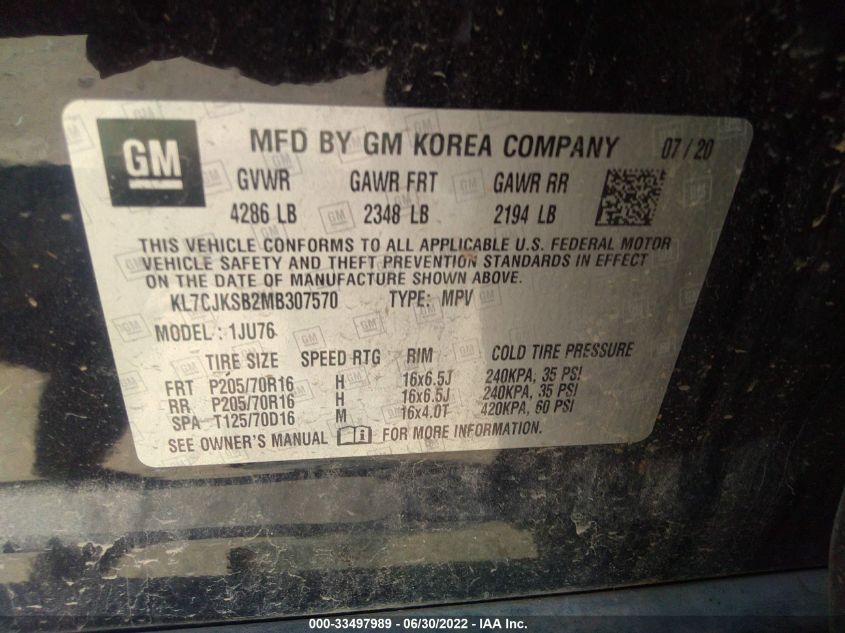 GM
MFD BY GM KOREA COMPANY 07/20
GVWR GAWR FRT GAWR RR
4286 LB 2348 LB 2194 LB
THIS VEHICLE CONFORMS TO ALL APPLICABLE U.S. FEDERAL MOTOR
VEHICLE SAFETY AND THEFT PREVENTION STANDARDS IN EFFECT
ON THE DATE OF MANUFACTURE SHOWN ABOVE.
KL7CJKSB2MB307570 TYPE: MPV
MODEL: 1JU76
TIRE SIZE SPEED RTG RIM COLD TIRE PRESSURE
FRT P205/70R16 H 16x6.5J 240KPA, 35 PSI
RR P205/70R16 H 16x6.5J 240KPA, 35 PSI
SPA T125/70D16 M 16x4.0T 420KPA, 60 PSI
SEE OWNER'S MANUAL FOR MORE INFORMATION.
000-33497989 - 06/30/2022 - IAA Inc.